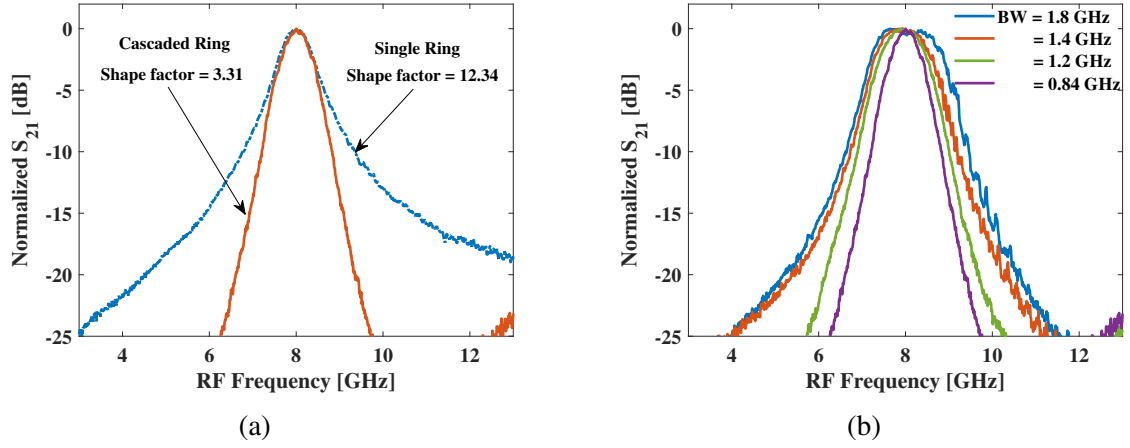 0
-5
-10
-15
-20
-25
Normalized S21 [dB]
Cascaded Ring
Shape factor = 3.31
Single Ring
Shape factor = 12.34
4 6 8 10 12
RF Frequency [GHz]
(a)
0
-5
-10
-15
-20
-25
Normalized S21 [dB]
BW = 1.8 GHz
= 1.4 GHz
= 1.2 GHz
= 0.84 GHz
4 6 8 10 12
RF Frequency [GHz]
(b)